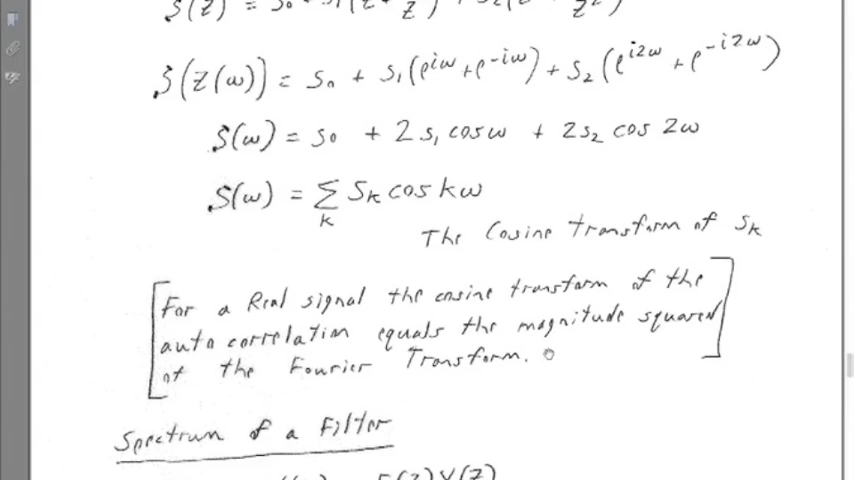 S(Z(ω)) = s₀ + s₁(e^{iω} + e^{-iω}) + s₂(e^{i2ω} + e^{-i2ω})
S(ω) = s₀ + 2s₁cosω + 2s₂ cos 2ω
S(ω) = Σ_k S_k cos kω
The Cosine transform of S_k
[For a Real signal the cosine transform of the
auto correlation equals the magnitude squared
of the Fourier Transform.]
Spectrum of a Filter